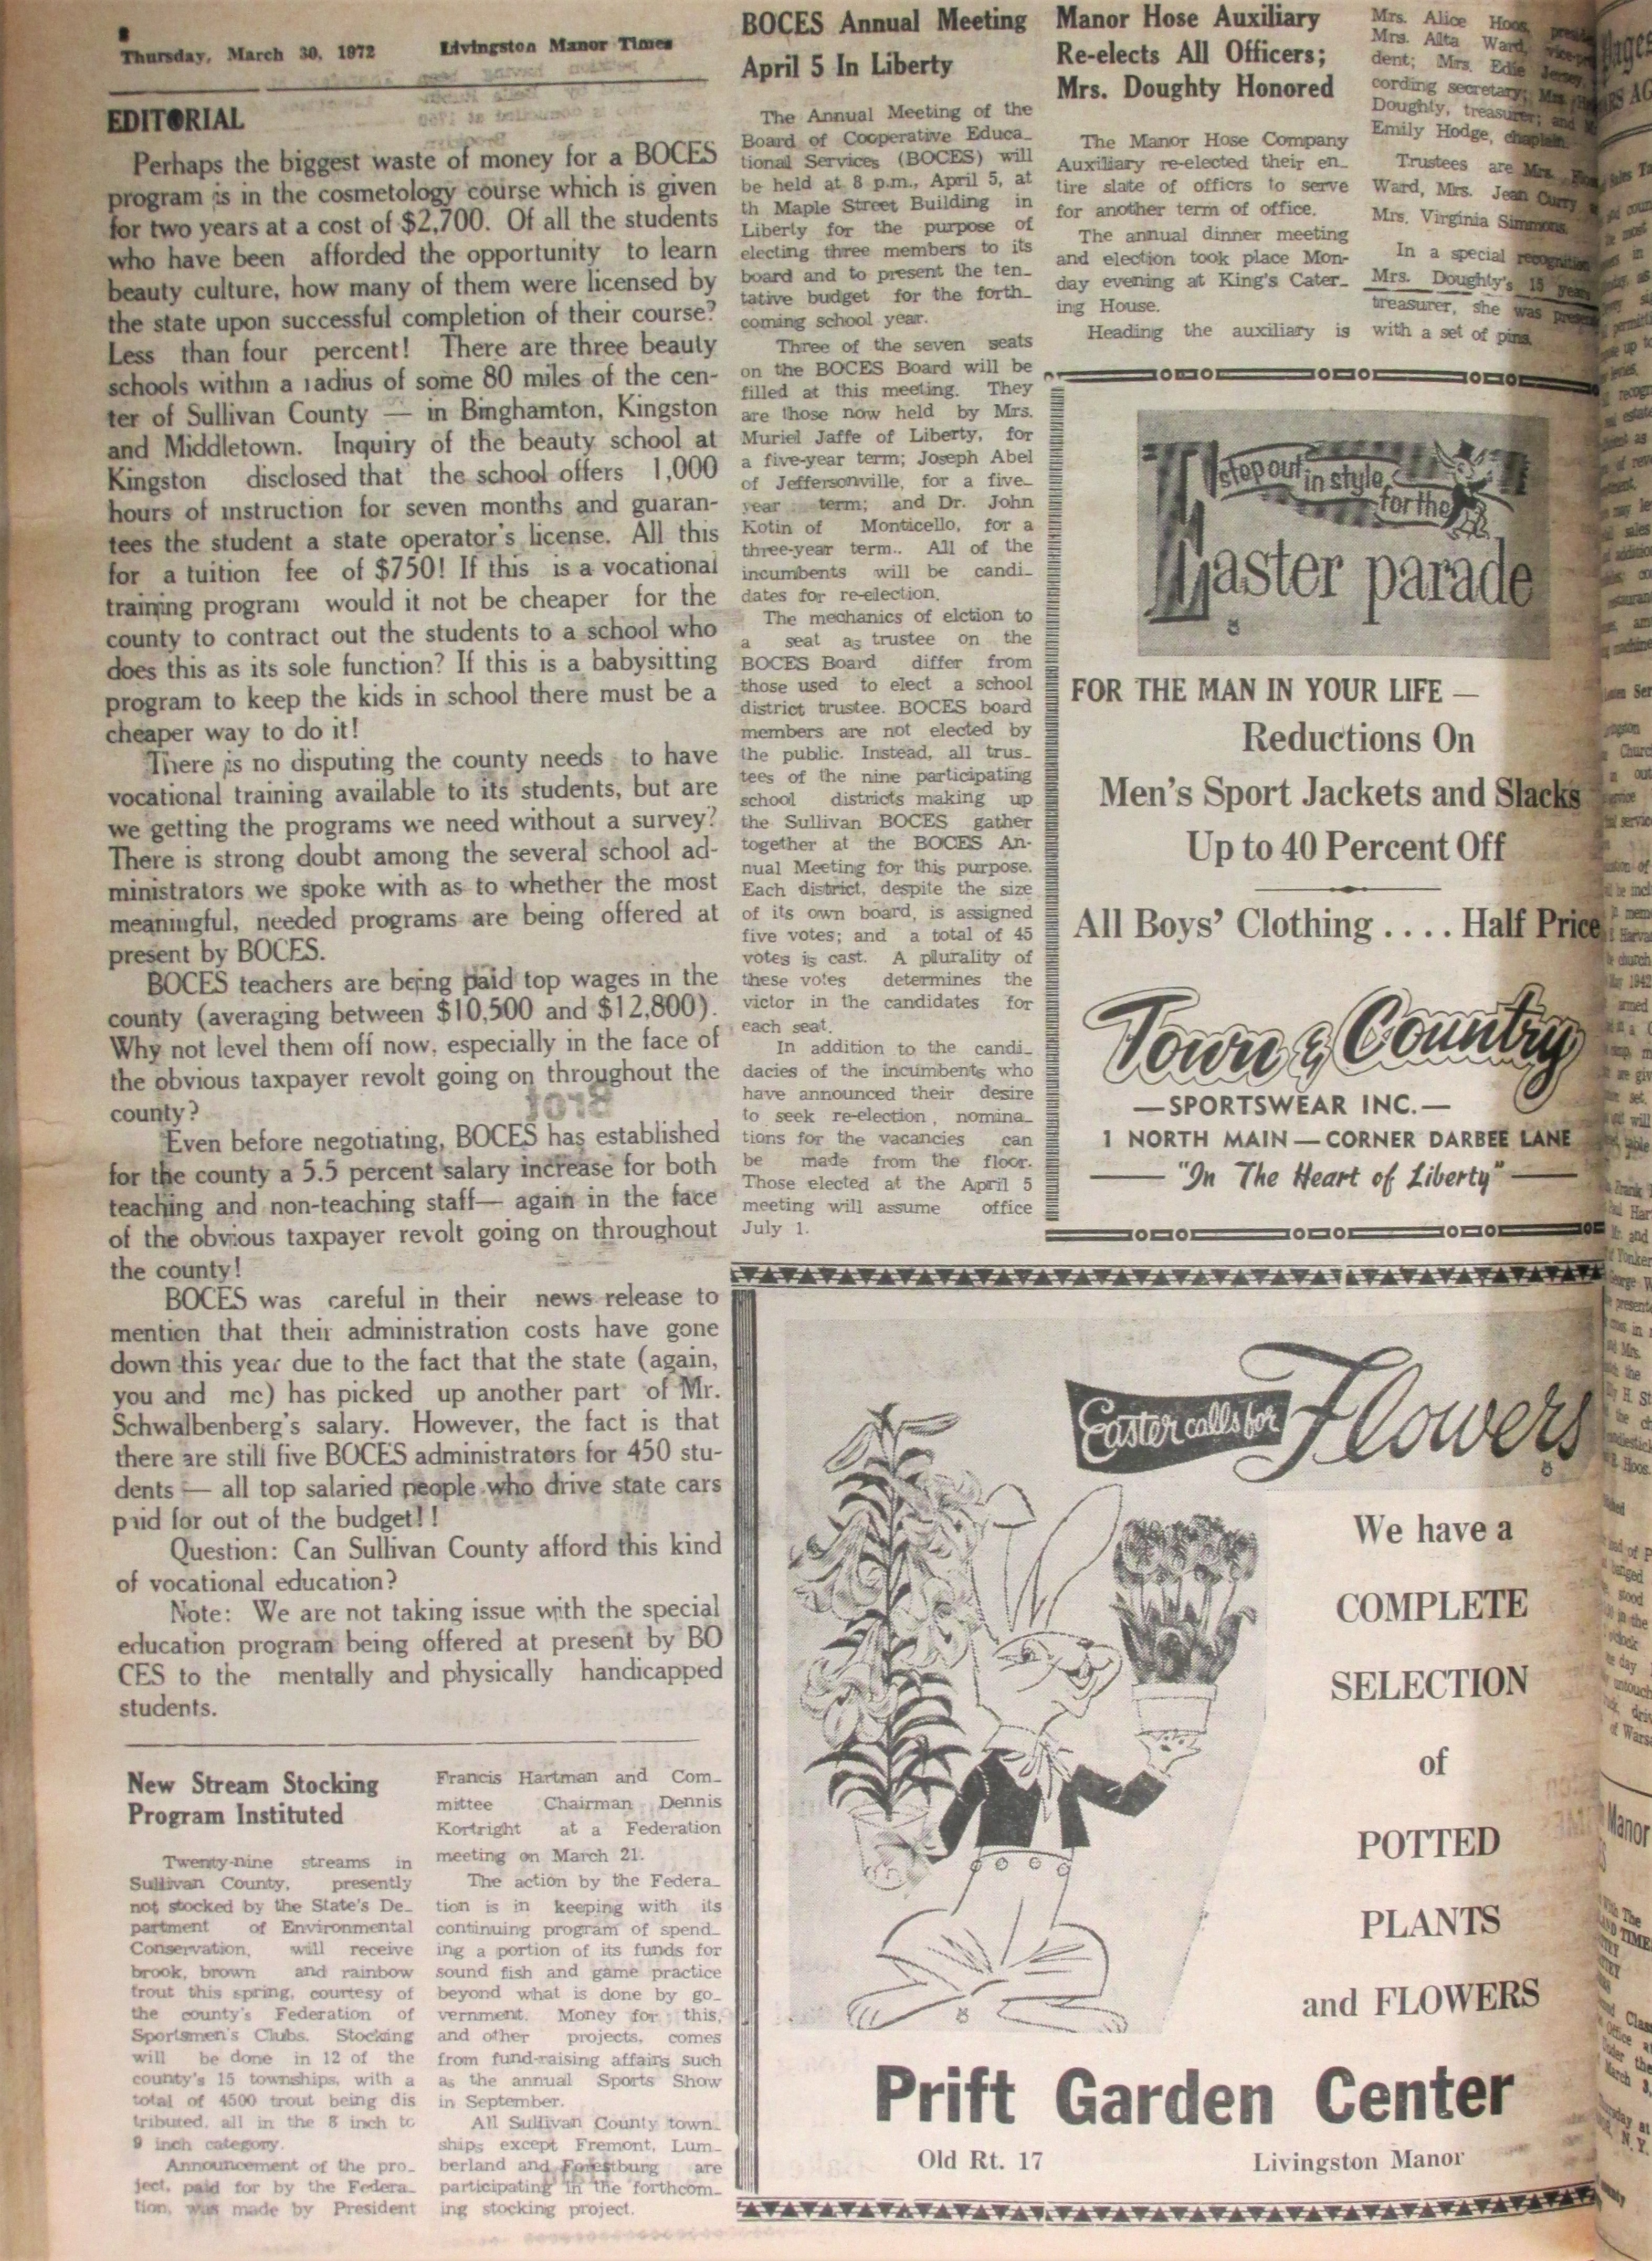 Thursday, March 30, 1972
Livingston Manor Times
EDITORIAL
Perhaps the biggest waste of money for a BOCES
program is in the cosmetology course which is given
for two years at a cost of $2,700. Of all the students
who have been afforded the opportunity to learn
beauty culture, how many of them were licensed by
the state upon successful completion of their course?
Less than four percent! There are three beauty
schools within a radius of some 80 miles of the cen-
ter of Sullivan County — in Binghamton, Kingston
and Middletown. Inquiry of the beauty school at
Kingston disclosed that the school offers 1,000
hours of instruction for seven months and guaran-
tees the student a state operator's license. All this
for a tuition fee of $750! If this is a vocational
training program would it not be cheaper for the
county to contract out the students to a school who
does this as its sole function? If this is a babysitting
program to keep the kids in school there must be a
cheaper way to do it!
There is no disputing the county needs to have
vocational training available to its students, but are
we getting the programs we need without a survey?
There is strong doubt among the several school ad-
ministrators we spoke with as to whether the most
meaningful, needed programs are being offered at
present by BOCES.
BOCES teachers are being paid top wages in the
county (averaging between $10,500 and $12,800).
Why not level them off now, especially in the face of
the obvious taxpayer revolt going on throughout the
county?
Even before negotiating, BOCES has established
for the county a 5.5 percent salary increase for both
teaching and non-teaching staff— again in the face
of the obvious taxpayer revolt going on throughout
the county!
BOCES was careful in their news release to
mention that their administration costs have gone
down this year due to the fact that the state (again,
you and me) has picked up another part of Mr.
Schwalbenberg's salary. However, the fact is that
there are still five BOCES administrators for 450 stu-
dents — all top salaried people who drive state cars
paid for out of the budget!!
Question: Can Sullivan County afford this kind
of vocational education?
Note: We are not taking issue with the special
education program being offered at present by BO
CES to the mentally and physically handicapped
students.
New Stream Stocking
Program Instituted
Twenty-nine streams in
Sullivan County, presently
not stocked by the State's De-
partment of Environmental
Conservation, will receive
brook, brown and rainbow
trout this spring, courtesy of
the county's Federation of
Sportsmen's Clubs. Stocking
will be done in 12 of the
county's 15 townships, with a
total of 4500 trout being dis
tributed, all in the 8 inch to
9 inch category.
Announcement of the pro-
ject, paid for by the Federa-
tion, was made by President
Francis Hartman and Com-
mittee Chairman Dennis
Kortright at a Federation
meeting on March 21.
The action by the Federa-
tion is in keeping with its
continuing program of spend-
ing a portion of its funds for
sound fish and game practice
beyond what is done by go-
vernment. Money for this,
and other projects, comes
from fund-raising affairs such
as the annual Sports Show
in September.
All Sullivan County town-
ships except Fremont, Lum-
berland and Forestburg are
participating in the forthcom-
ing stocking project.
BOCES Annual Meeting
April 5 In Liberty
The Annual Meeting of the
Board of Cooperative Educa-
tional Services (BOCES) will
be held at 8 p.m., April 5, at
th Maple Street Building in
Liberty for the purpose of
electing three members to its
board and to present the ten-
tative budget for the forth-
coming school year.
Three of the seven seats
on the BOCES Board will be
filled at this meeting. They
are those now held by Mrs.
Muriel Jaffe of Liberty, for
a five-year term; Joseph Abel
of Jeffersonville, for a five-
year term; and Dr. John
Kotin of Monticello, for a
three-year term.. All of the
incumbents will be candi-
dates for re-election.
The mechanics of elction to
a seat as trustee on the
BOCES Board differ from
those used to elect a school
district trustee. BOCES board
members are not elected by
the public. Instead, all trus-
tees of the nine participating
school districts making up
the Sullivan BOCES gather
together at the BOCES An-
nual Meeting for this purpose.
Each district, despite the size
of its own board, is assigned
five votes; and a total of 45
votes is cast. A plurality of
these votes determines the
victor in the candidates for
each seat.
In addition to the candi-
dacies of the incumbents who
have announced their desire
to seek re-election, nomina-
tions for the vacancies can
be made from the floor.
Those elected at the April 5
meeting will assume office
July 1.
Manor Hose Auxiliary
Re-elects All Officers;
Mrs. Doughty Honored
The Manor Hose Company
Auxiliary re-elected their en-
tire slate of officrs to serve
for another term of office.
The annual dinner meeting
and election took place Mon-
day evening at King's Cater-
ing House.
Heading the auxiliary is
Mrs. Alice Hoos,
Mrs. Alta Ward, vice-
dent; Mrs. Edie Jersey,
cording secretary;
Doughty, treasurer; and
Emily Hodge, chaplain.
Trustees are Mrs.
Ward, Mrs. Jean Curry
Mrs. Virginia Simmons.
In a special recognition
Mrs. Doughty's 15 years
treasurer, she was
with a set of pins.
step out in style
for the
Easter parade
FOR THE MAN IN YOUR LIFE —
Reductions On
Men's Sport Jackets and Slacks
Up to 40 Percent Off
All Boys' Clothing . . . . Half Price
Town & Country
—SPORTSWEAR INC.—
1 NORTH MAIN—CORNER DARBEE LANE
"In The Heart of Liberty"
Easter calls for
Flowers
We have a
COMPLETE
SELECTION
of
POTTED
PLANTS
and FLOWERS
Prift Garden Center
Old Rt. 17
Livingston Manor